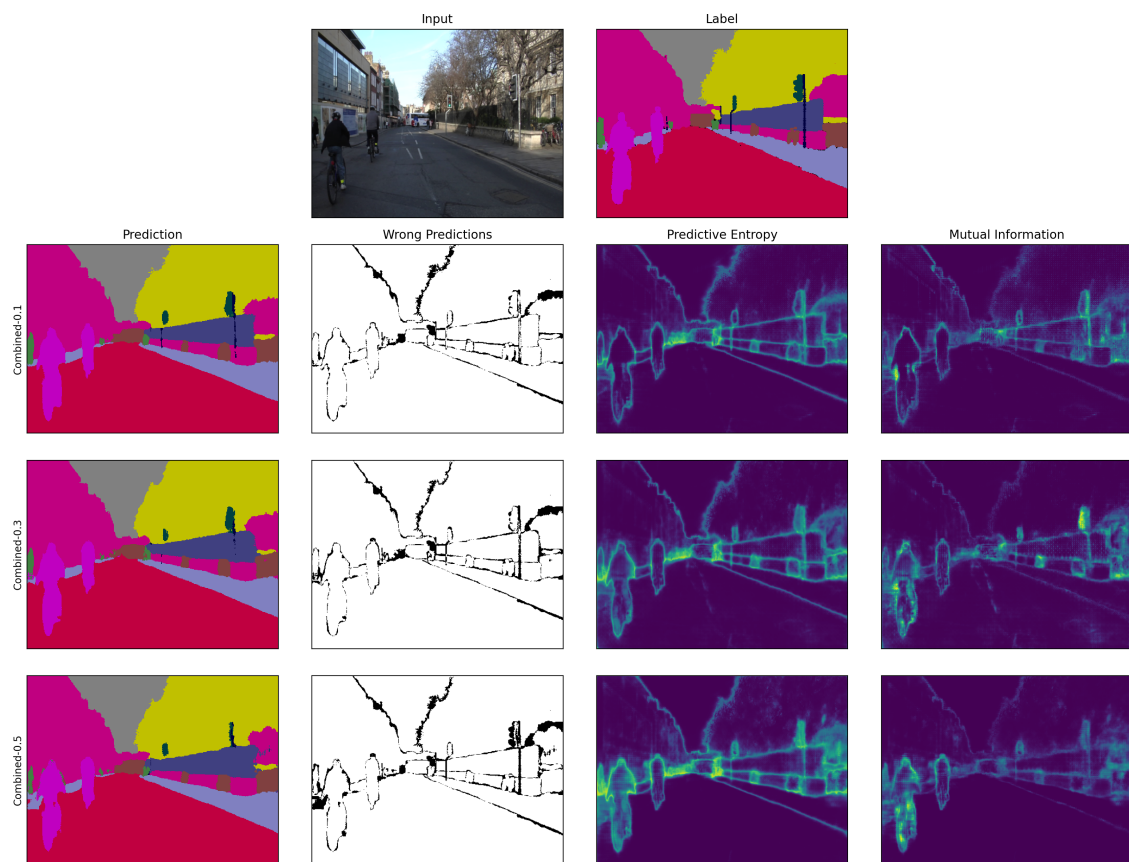 Input
Label
Prediction
Wrong Predictions
Predictive Entropy
Mutual Information
Combined-0.1
Combined-0.3
Combined-0.5